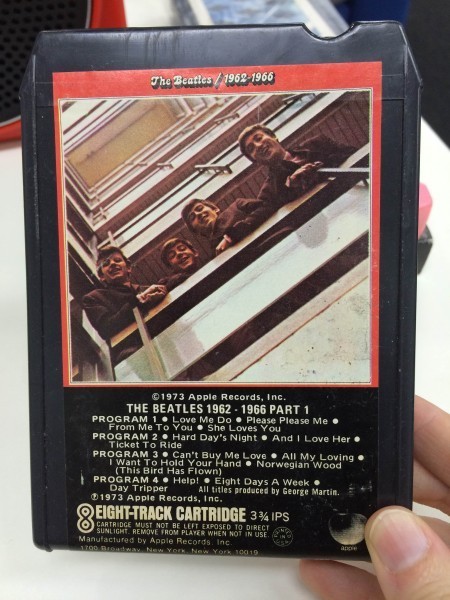 The Beatles / 1962-1966
©1973 Apple Records, Inc.
THE BEATLES 1962 - 1966 PART 1
PROGRAM 1 • Love Me Do • Please Please Me •
From Me To You • She Loves You
PROGRAM 2 • Hard Day's Night • And I Love Her •
Ticket To Ride
PROGRAM 3 • Can't Buy Me Love • All My Loving •
I Want To Hold Your Hand • Norwegian Wood
(This Bird Has Flown)
PROGRAM 4 • Help! • Eight Days A Week •
Day Tripper All titles produced by George Martin.
℗1973 Apple Records, Inc.
8 EIGHT-TRACK CARTRIDGE 3¾ IPS
CARTRIDGE MUST NOT BE LEFT EXPOSED TO DIRECT
SUNLIGHT. REMOVE FROM PLAYER WHEN NOT IN USE.
Manufactured by Apple Records, Inc.
1700 Broadway, New York, New York 10019
apple